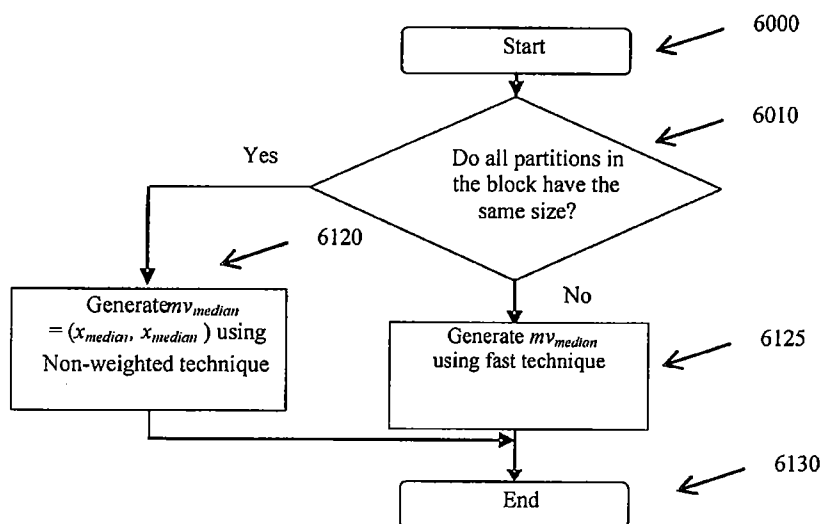 Start
6000
6010
Do all partitions in
the block have the
same size?
Yes
6120
No
Generatemv_median
= (x_median, x_median) using
Non-weighted technique
Generate mv_median
using fast technique
6125
6130
End